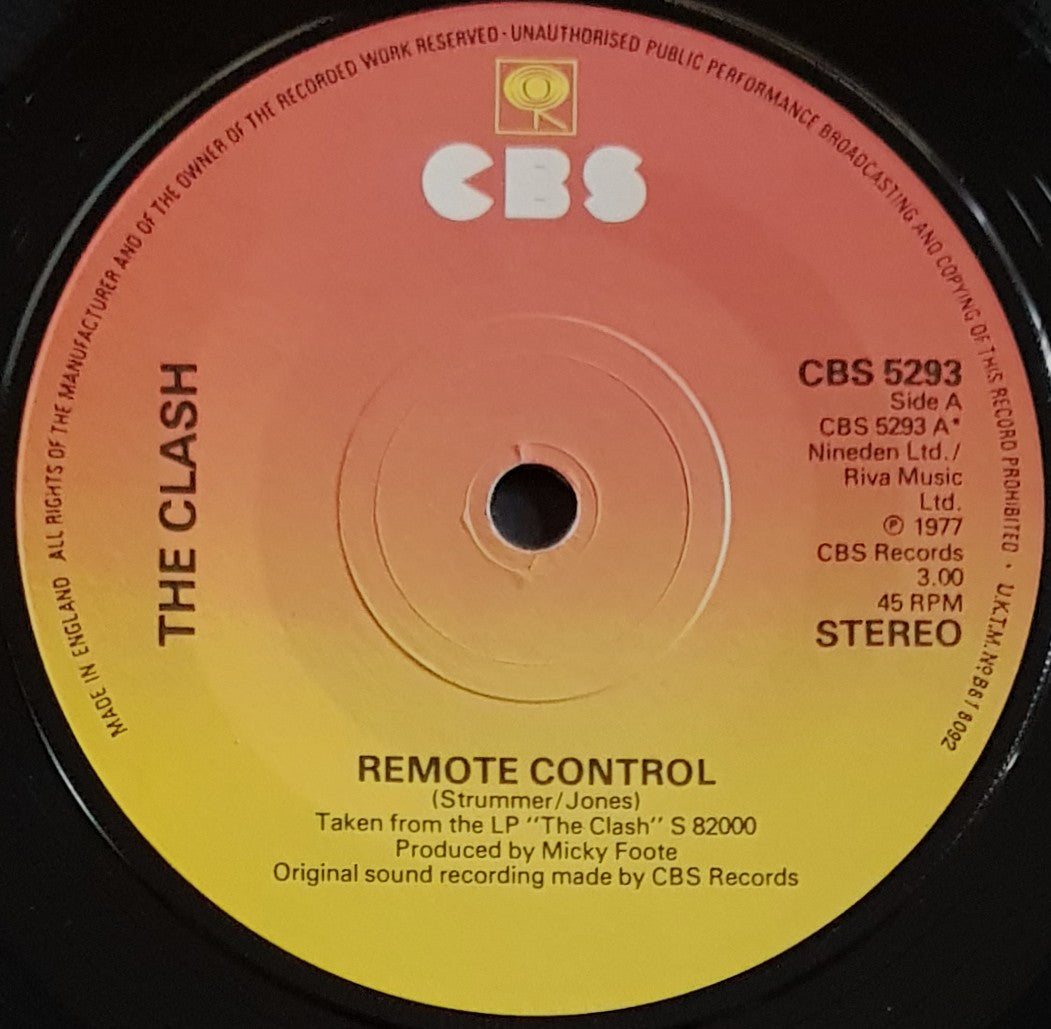 MADE IN ENGLAND ALL RIGHTS OF THE MANUFACTURER AND OF THE OWNER OF THE RECORDED WORK RESERVED · UNAUTHORISED PUBLIC PERFORMANCE BROADCASTING AND COPYING OF THIS RECORD PROHIBITED · U.K.T.M. Nº B618092
CBS
THE CLASH
CBS 5293
Side A
CBS 5293 A*
Nineden Ltd./
Riva Music
Ltd.
℗ 1977
CBS Records
3.00
45 RPM
STEREO
REMOTE CONTROL
(Strummer/Jones)
Taken from the LP "The Clash" S 82000
Produced by Micky Foote
Original sound recording made by CBS Records